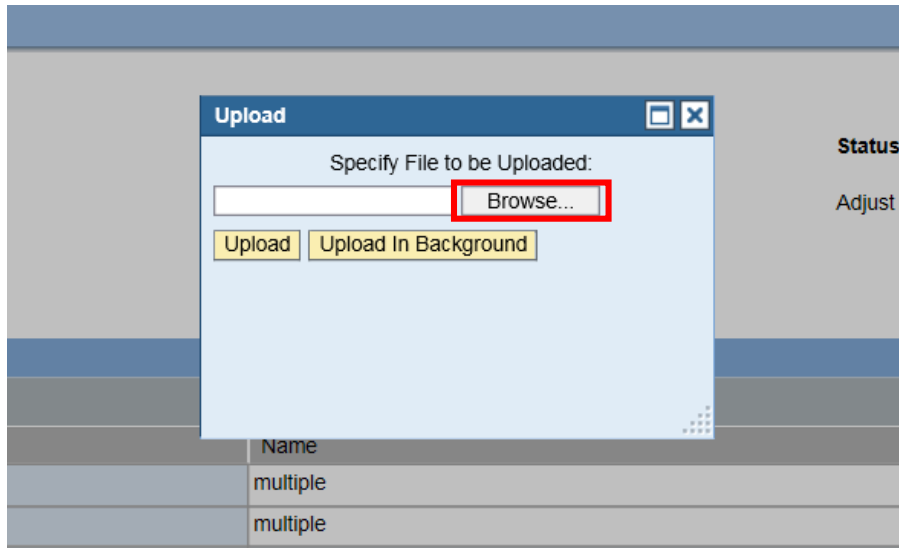 Upload
Specify File to be Uploaded:
Browse...
Upload Upload In Background
Status
Adjust
Name
multiple
multiple